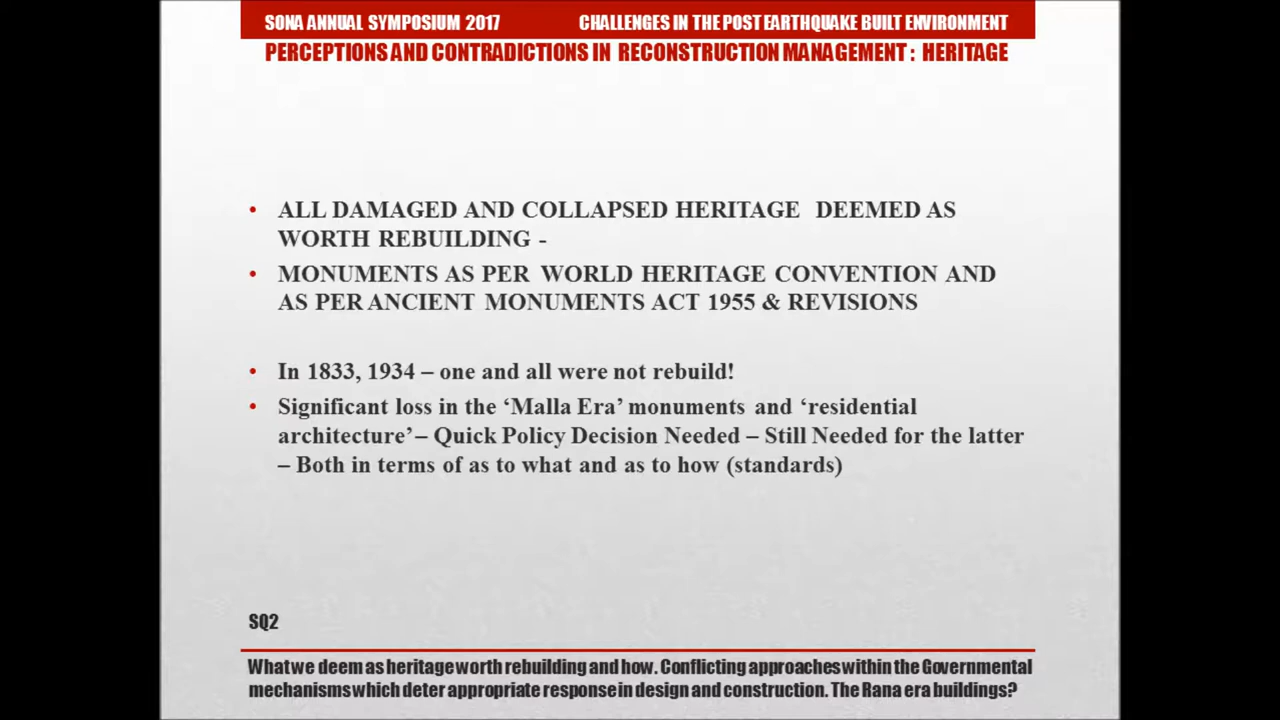 SONA ANNUAL SYMPOSIUM 2017 CHALLENGES IN THE POST EARTHQUAKE BUILT ENVIRONMENT
PERCEPTIONS AND CONTRADICTIONS IN RECONSTRUCTION MANAGEMENT : HERITAGE
• ALL DAMAGED AND COLLAPSED HERITAGE DEEMED AS
WORTH REBUILDING -
• MONUMENTS AS PER WORLD HERITAGE CONVENTION AND
AS PER ANCIENT MONUMENTS ACT 1955 & REVISIONS
• In 1833, 1934 – one and all were not rebuild!
• Significant loss in the ‘Malla Era’ monuments and ‘residential
architecture’ – Quick Policy Decision Needed – Still Needed for the latter
– Both in terms of as to what and as to how (standards)
SQ2
What we deem as heritage worth rebuilding and how. Conflicting approaches within the Governmental
mechanisms which deter appropriate response in design and construction. The Rana era buildings?